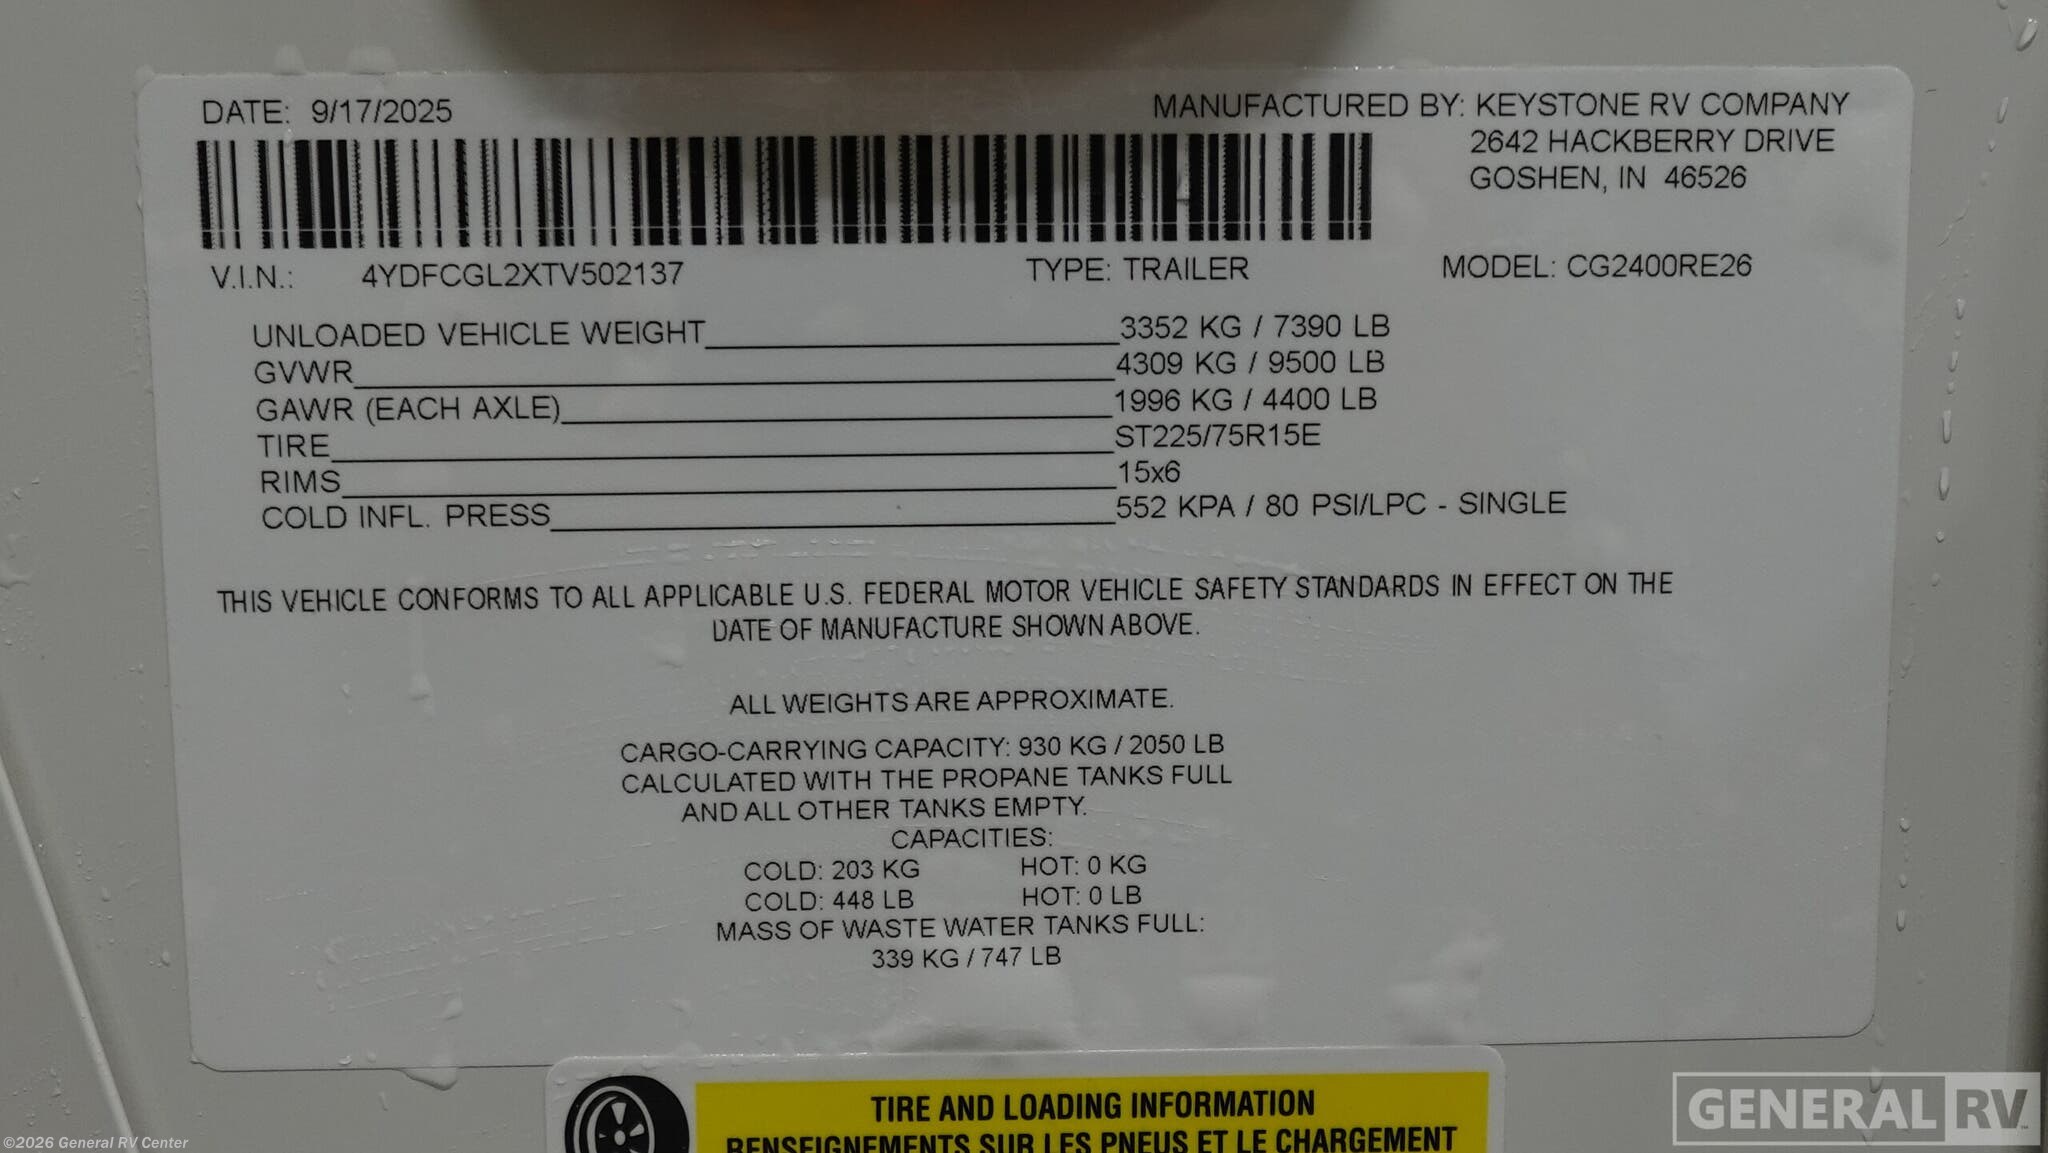 DATE: 9/17/2025
MANUFACTURED BY: KEYSTONE RV COMPANY
2642 HACKBERRY DRIVE
GOSHEN, IN 46526
V.I.N.: 4YDFCGL2XTV502137 TYPE: TRAILER MODEL: CG2400RE26
UNLOADED VEHICLE WEIGHT 3352 KG / 7390 LB
GVWR 4309 KG / 9500 LB
GAWR (EACH AXLE) 1996 KG / 4400 LB
TIRE ST225/75R15E
RIMS 15x6
COLD INFL. PRESS 552 KPA / 80 PSI/LPC - SINGLE
THIS VEHICLE CONFORMS TO ALL APPLICABLE U.S. FEDERAL MOTOR VEHICLE SAFETY STANDARDS IN EFFECT ON THE
DATE OF MANUFACTURE SHOWN ABOVE.
ALL WEIGHTS ARE APPROXIMATE.
CARGO-CARRYING CAPACITY: 930 KG / 2050 LB
CALCULATED WITH THE PROPANE TANKS FULL
AND ALL OTHER TANKS EMPTY.
CAPACITIES:
COLD: 203 KG HOT: 0 KG
COLD: 448 LB HOT: 0 LB
MASS OF WASTE WATER TANKS FULL:
339 KG / 747 LB
TIRE AND LOADING INFORMATION
RENSEIGNEMENTS SUR LES PNEUS ET LE CHARGEMENT
GENERAL RV
©2026 General RV Center